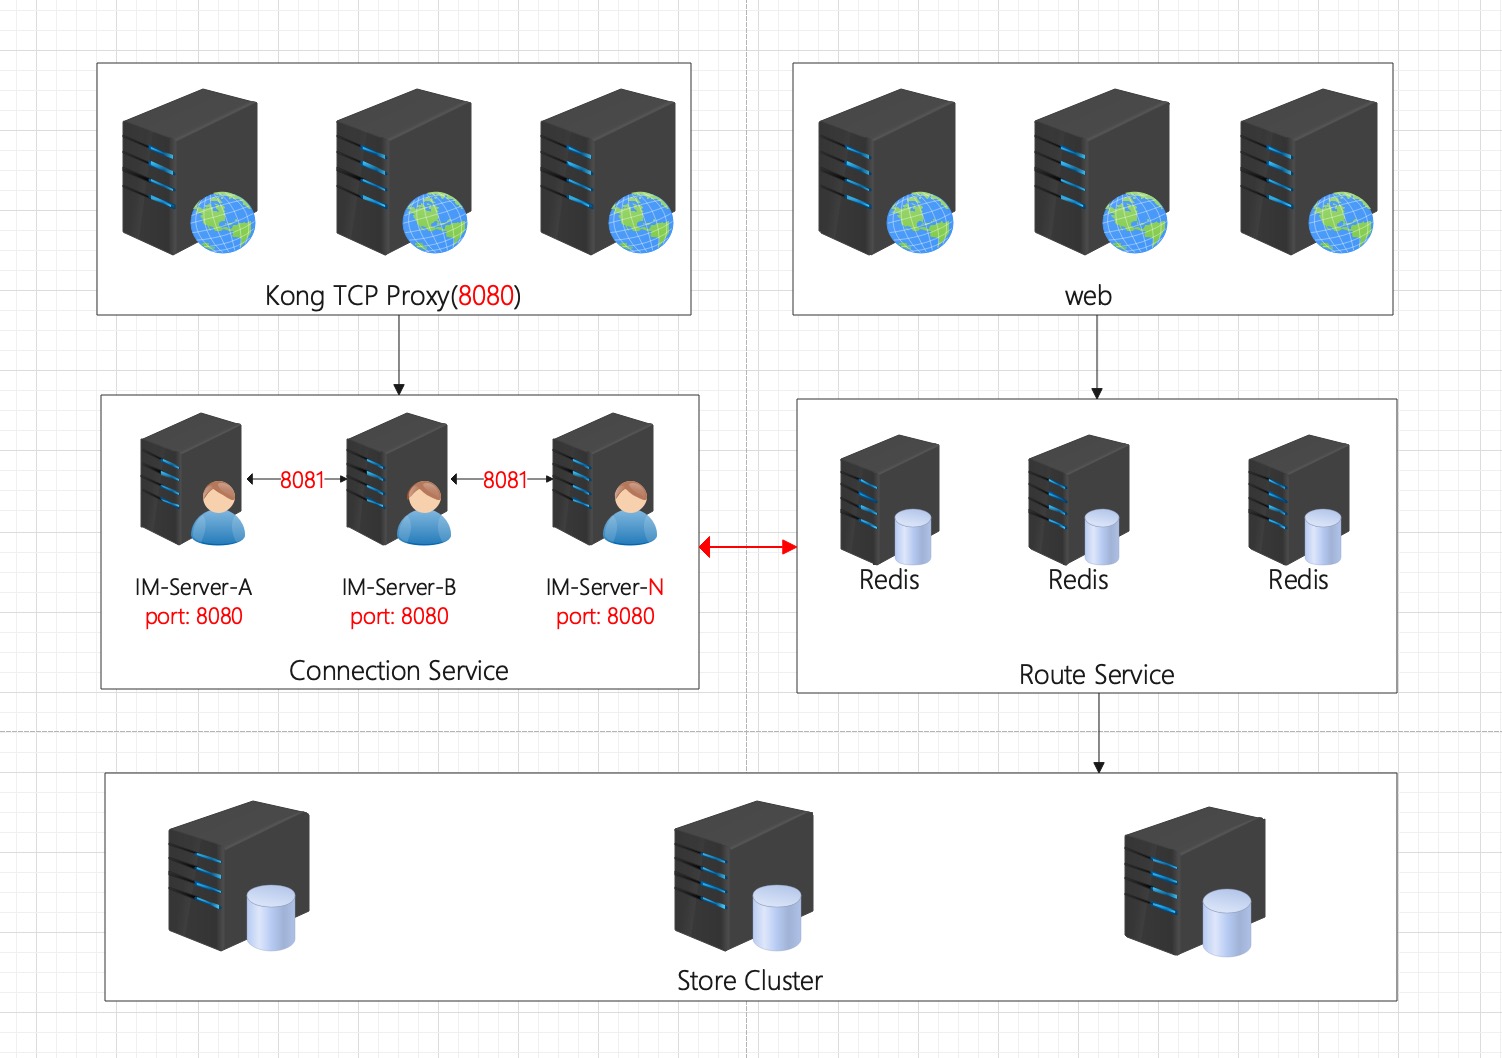 Kong TCP Proxy(8080)
web
8081
8081
IM-Server-A
port: 8080
IM-Server-B
port: 8080
IM-Server-N
port: 8080
Connection Service
Redis
Redis
Redis
Route Service
Store Cluster